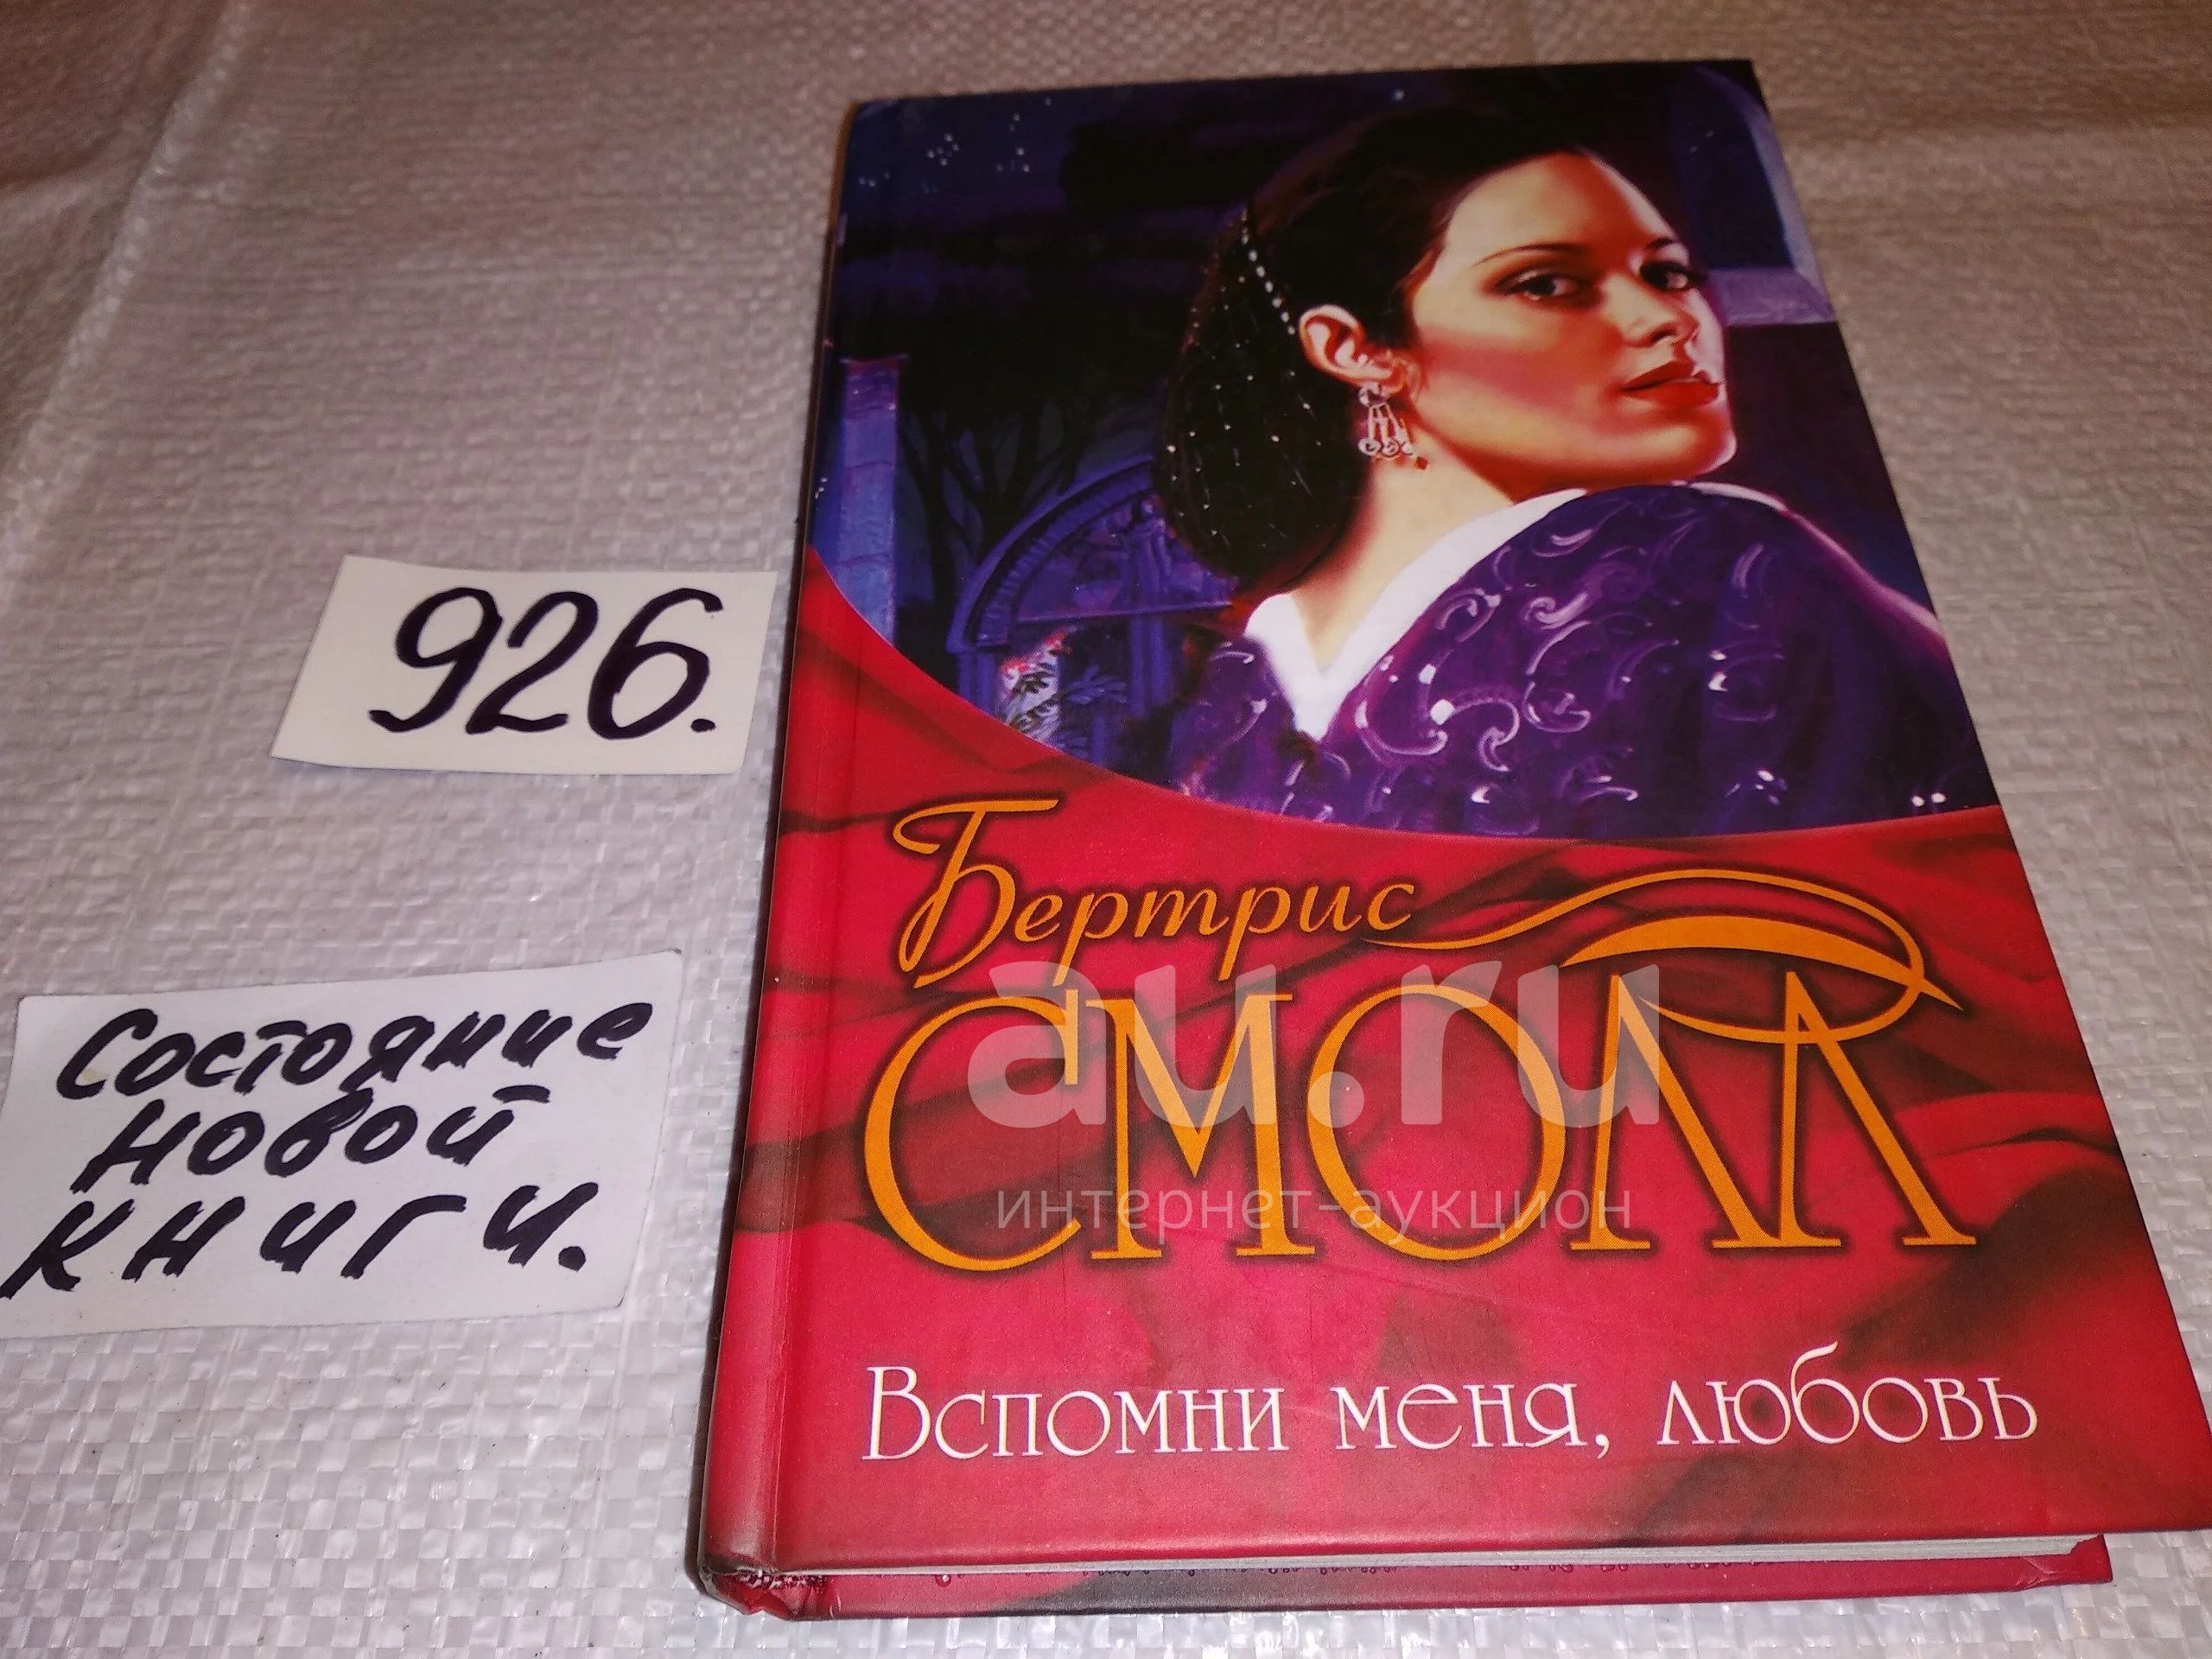 926.
Состояние
новой
книги.
Бертрис
СМОЛЛ
au.ru
интернет-аукцион
Вспомни меня, любовь